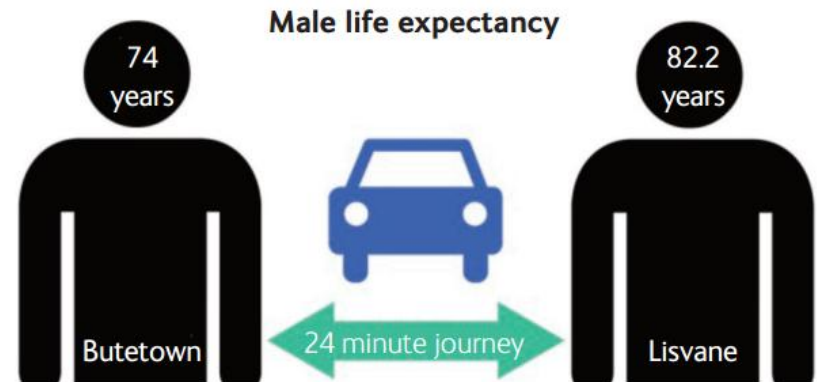 Male life expectancy
74
years
82.2
years
24 minute journey
Butetown
Lisvane